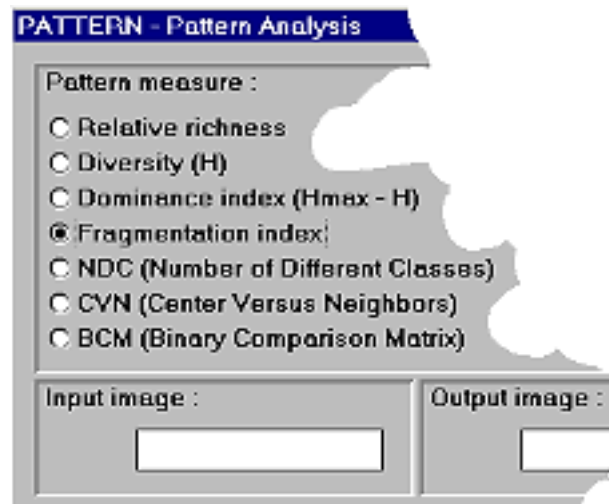 PATTERN - Pattern Analysis
Pattern measure :
Relative richness
Diversity (H)
Dominance index (Hmax - H)
Fragmentation index
NDC (Number of Different Classes)
CVN (Center Versus Neighbors)
BCM (Binary Comparison Matrix)
Input image : Output image :